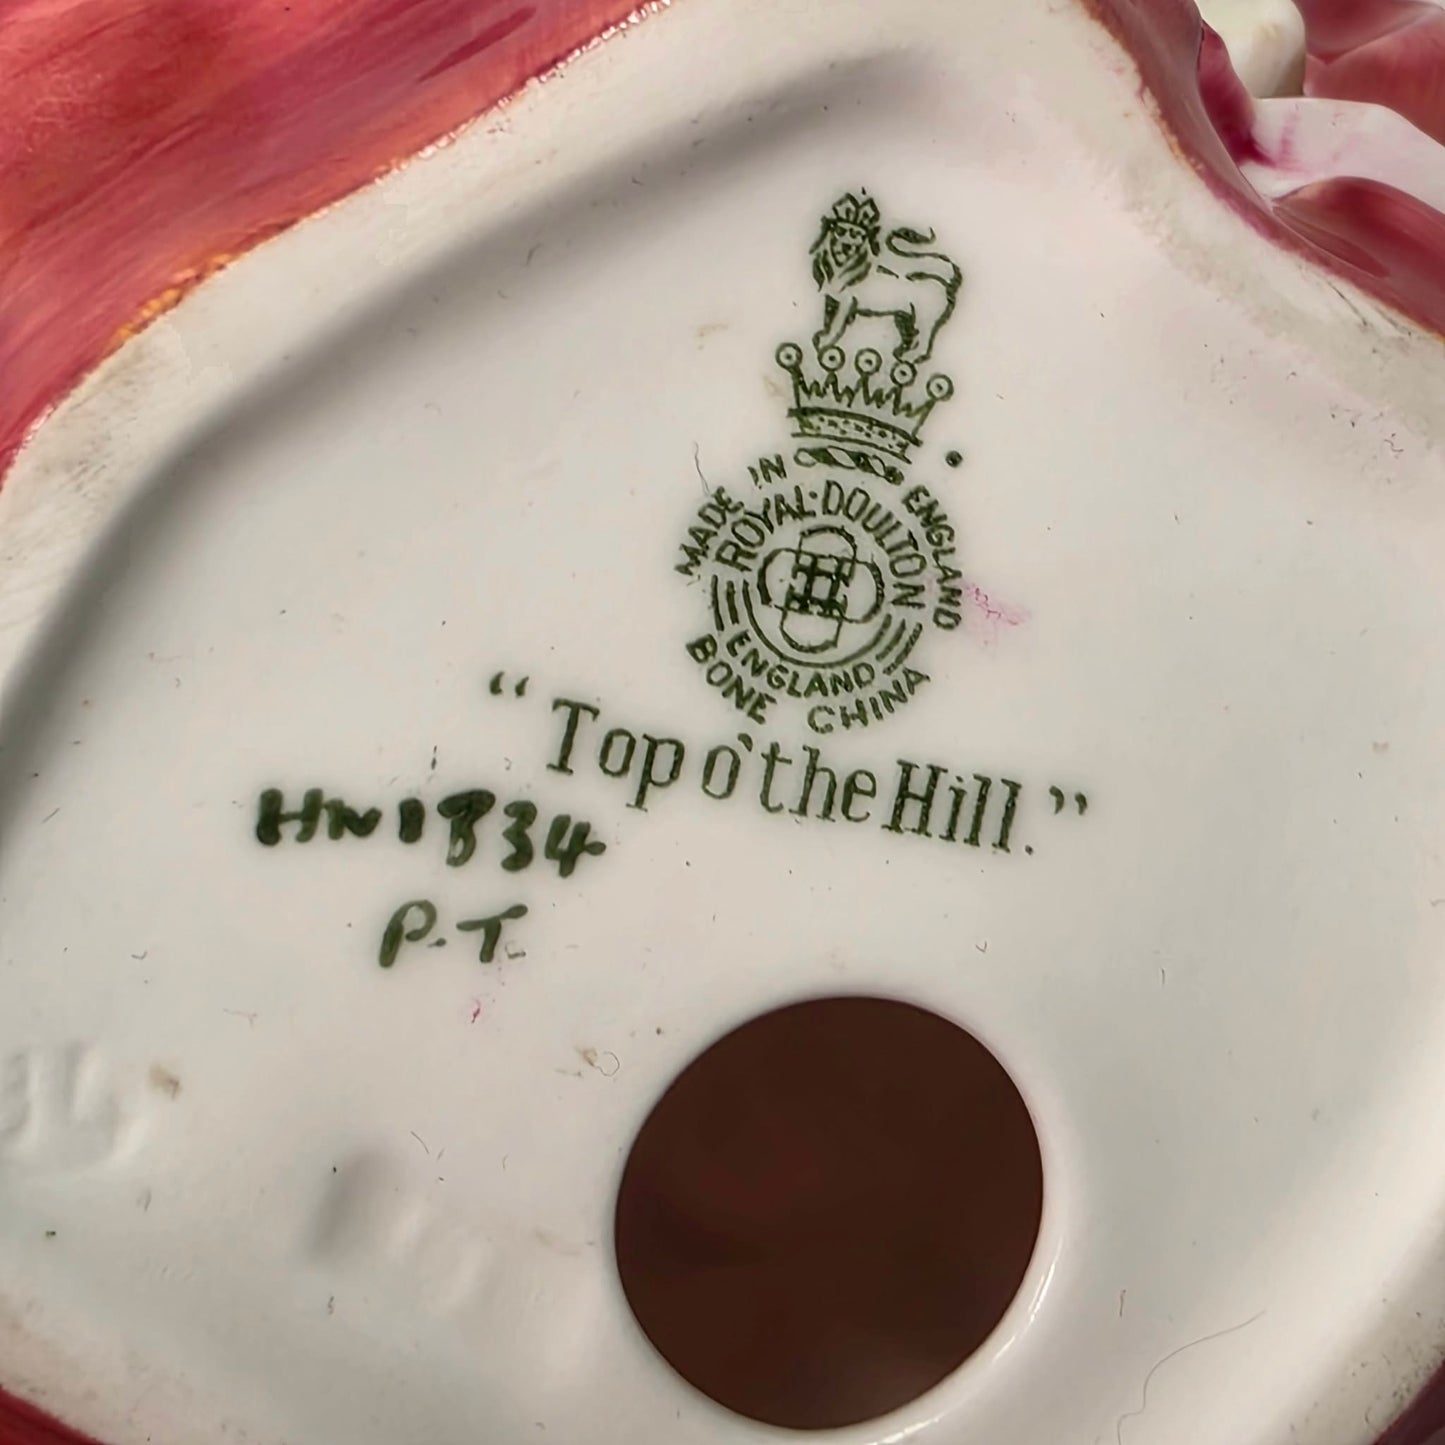 MADE IN ENGLAND
ROYAL·DOULTON
ENGLAND
BONE CHINA
“Top o’ the Hill.”
HN1834
P.T.